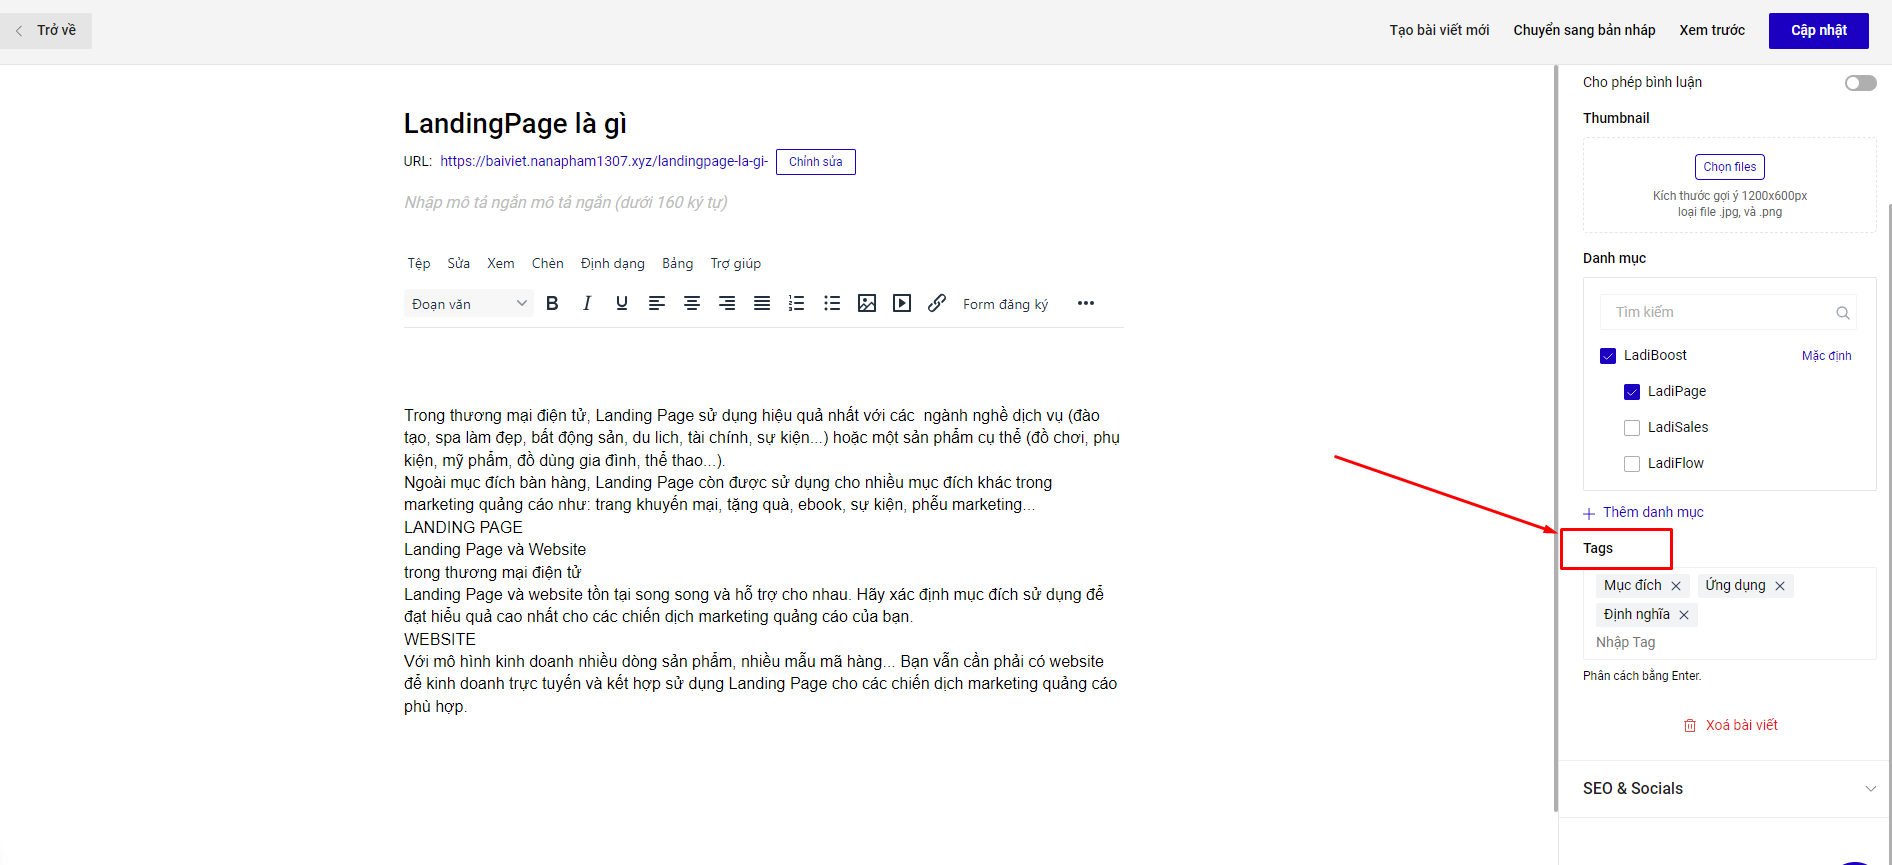 Trở về
Tạo bài viết mới
Chuyển sang bản nháp
Xem trước
Cập nhật
LandingPage là gì
URL: https://baiviet.nanapham1307.xyz/landingpage-la-gi- Chỉnh sửa
Nhập mô tả ngắn mô tả ngắn (dưới 160 ký tự)
Tệp Sửa Xem Chèn Định dạng Bảng Trợ giúp
Đoạn văn B I U Form đăng ký
Trong thương mại điện tử, Landing Page sử dụng hiệu quả nhất với các  ngành nghề dịch vụ (đào
tạo, spa làm đẹp, bất động sản, du lich, tài chính, sự kiện...) hoặc một sản phẩm cụ thể (đồ chơi, phụ
kiện, mỹ phẩm, đồ dùng gia đình, thể thao...).
Ngoài mục đích bàn hàng, Landing Page còn được sử dụng cho nhiều mục đích khác trong
marketing quảng cáo như: trang khuyến mại, tặng quà, ebook, sự kiện, phễu marketing...
LANDING PAGE
Landing Page và Website
trong thương mại điện tử
Landing Page và website tồn tại song song và hỗ trợ cho nhau. Hãy xác định mục đích sử dụng để
đạt hiểu quả cao nhất cho các chiến dịch marketing quảng cáo của bạn.
WEBSITE
Với mô hình kinh doanh nhiều dòng sản phẩm, nhiều mẫu mã hàng... Bạn vẫn cần phải có website
để kinh doanh trực tuyến và kết hợp sử dụng Landing Page cho các chiến dịch marketing quảng cáo
phù hợp.
Cho phép bình luận
Thumbnail
Chọn files
Kích thước gợi ý 1200x600px
loại file .jpg, và .png
Danh mục
Tìm kiếm
LadiBoost Mặc định
LadiPage
LadiSales
LadiFlow
Thêm danh mục
Tags
Mục đích Ứng dụng
Định nghĩa
Nhập Tag
Phân cách bằng Enter.
Xoá bài viết
SEO & Socials